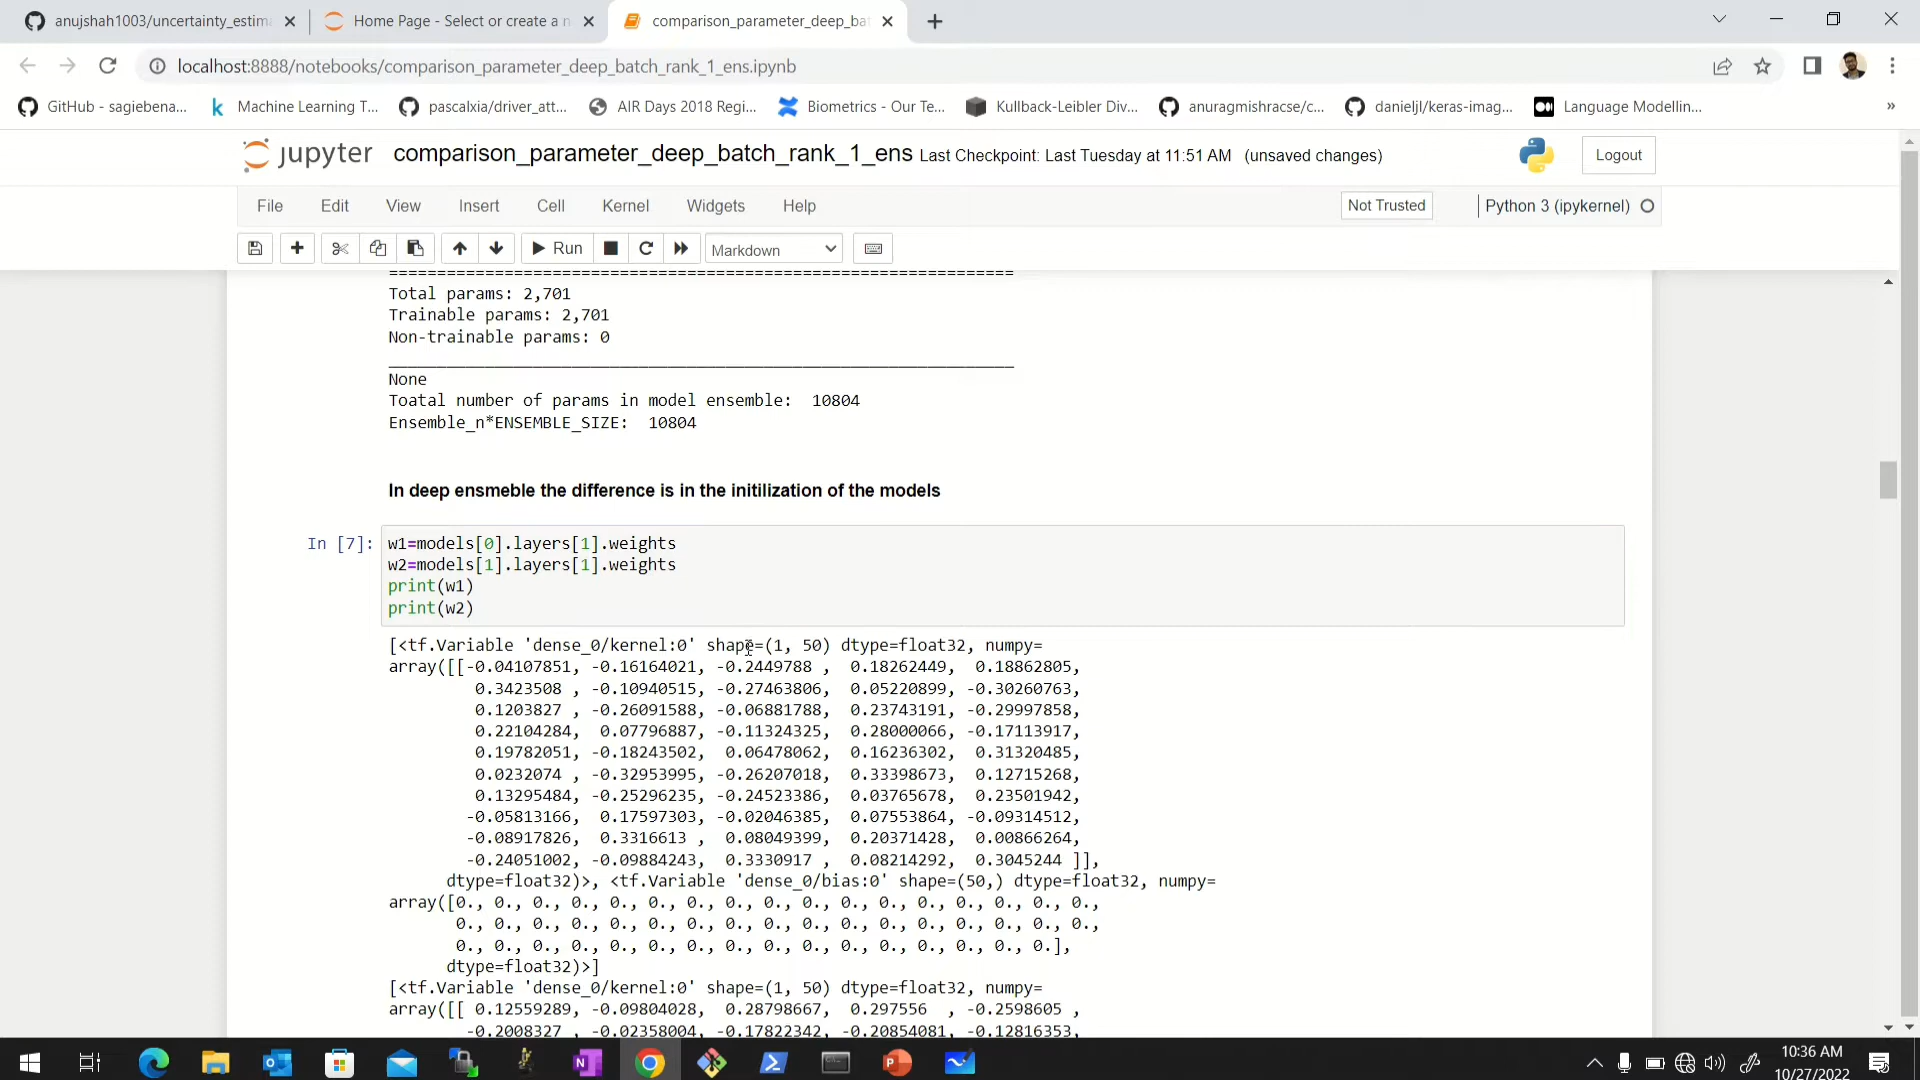 anujshah1003/uncertainty_estim
Home Page - Select or create a n
comparison_parameter_deep_bat
localhost:8888/notebooks/comparison_parameter_deep_batch_rank_1_ens.ipynb
GitHub - sagiebena...
Machine Learning T...
pascalxia/driver_att...
AIR Days 2018 Regi...
Biometrics - Our Te...
Kullback-Leibler Div...
anuragmishracse/c...
danieljl/keras-imag...
Language Modellin...
»
jupyter comparison_parameter_deep_batch_rank_1_ens Last Checkpoint: Last Tuesday at 11:51 AM (unsaved changes)
Logout
File Edit View Insert Cell Kernel Widgets Help
Not Trusted
Python 3 (ipykernel)
Run
Markdown
=================================================================
Total params: 2,701
Trainable params: 2,701
Non-trainable params: 0
_________________________________________________________________
None
Toatal number of params in model ensemble:  10804
Ensemble_n*ENSEMBLE_SIZE:  10804
In deep ensmeble the difference is in the initilization of the models
In [7]: w1=models[0].layers[1].weights
w2=models[1].layers[1].weights
print(w1)
print(w2)
[<tf.Variable 'dense_0/kernel:0' shape=(1, 50) dtype=float32, numpy=
array([[-0.04107851, -0.16164021, -0.2449788 ,  0.18262449,  0.18862805,
0.3423508 , -0.10940515, -0.27463806,  0.05220899, -0.30260763,
0.1203827 , -0.26091588, -0.06881788,  0.23743191, -0.29997858,
0.22104284,  0.07796887, -0.11324325,  0.28000066, -0.17113917,
0.19782051, -0.18243502,  0.06478062,  0.16236302,  0.31320485,
0.0232074 , -0.32953995, -0.26207018,  0.33398673,  0.12715268,
0.13295484, -0.25296235, -0.24523386,  0.03765678,  0.23501942,
-0.05813166,  0.17597303, -0.02046385,  0.07553864, -0.09314512,
-0.08917826,  0.3316613 ,  0.08049399,  0.20371428,  0.00866264,
-0.24051002, -0.09884243,  0.3330917 ,  0.08214292,  0.3045244 ]],
dtype=float32)>, <tf.Variable 'dense_0/bias:0' shape=(50,) dtype=float32, numpy=
array([0., 0., 0., 0., 0., 0., 0., 0., 0., 0., 0., 0., 0., 0., 0., 0., 0.,
0., 0., 0., 0., 0., 0., 0., 0., 0., 0., 0., 0., 0., 0., 0., 0., 0.,
0., 0., 0., 0., 0., 0., 0., 0., 0., 0., 0., 0., 0., 0., 0., 0.],
dtype=float32)>]
[<tf.Variable 'dense_0/kernel:0' shape=(1, 50) dtype=float32, numpy=
array([[ 0.12559289, -0.09804028,  0.28798667,  0.297556  , -0.2598605 ,
-0.2008327 , -0.02358004, -0.17822342, -0.20854081, -0.12816353,
10:36 AM
10/27/2022